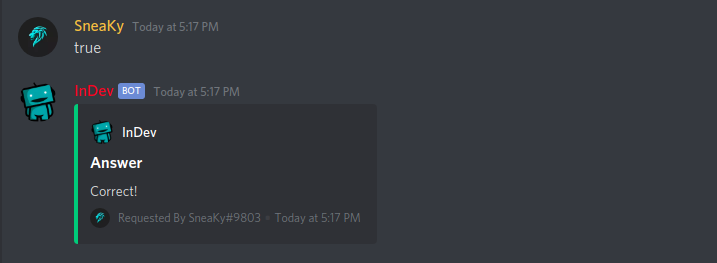 SneaKy Today at 5:17 PM
true
InDev BOT Today at 5:17 PM
InDev
Answer
Correct!
Requested By SneaKy#9803 • Today at 5:17 PM